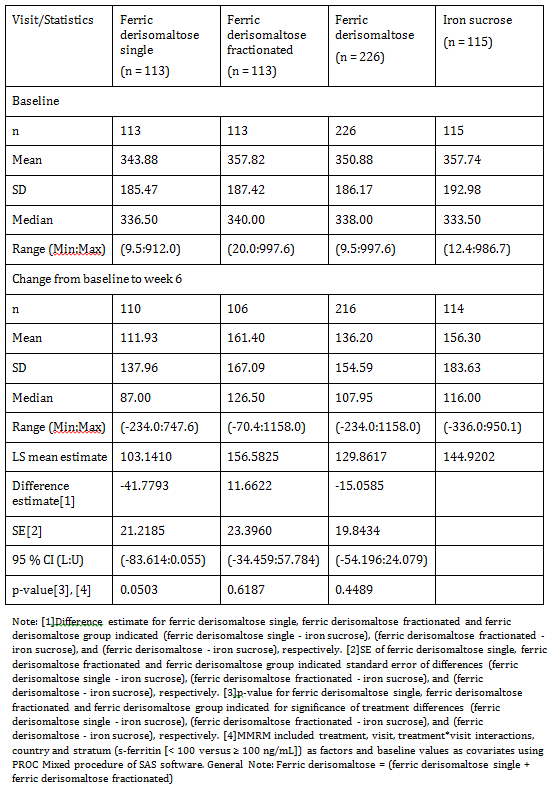 Visit/Statistics Ferric derisomaltose single (n = 113) Ferric derisomaltose fractionated (n = 113) Ferric derisomaltose (n = 226) Iron sucrose (n = 115)
Baseline
n 113 113 226 115
Mean 343.88 357.82 350.88 357.74
SD 185.47 187.42 186.17 192.98
Median 336.50 340.00 338.00 333.50
Range (Min:Max) (9.5:912.0) (20.0:997.6) (9.5:997.6) (12.4:986.7)
Change from baseline to week 6
n 110 106 216 114
Mean 111.93 161.40 136.20 156.30
SD 137.96 167.09 154.59 183.63
Median 87.00 126.50 107.95 116.00
Range (Min:Max) (-234.0:747.6) (-70.4:1158.0) (-234.0:1158.0) (-336.0:950.1)
LS mean estimate 103.1410 156.5825 129.8617 144.9202
Difference estimate[1] -41.7793 11.6622 -15.0585
SE[2] 21.2185 23.3960 19.8434
95 % CI (L:U) (-83.614:0.055) (-34.459:57.784) (-54.196:24.079)
p-value[3], [4] 0.0503 0.6187 0.4489
Note: [1]Difference estimate for ferric derisomaltose single, ferric derisomaltose fractionated and ferric
derisomaltose group indicated (ferric derisomaltose single - iron sucrose), (ferric derisomaltose fractionated -
iron sucrose), and (ferric derisomaltose - iron sucrose), respectively. [2]SE of ferric derisomaltose single, ferric
derisomaltose fractionated and ferric derisomaltose group indicated standard error of differences (ferric
derisomaltose single - iron sucrose), (ferric derisomaltose fractionated - iron sucrose), and (ferric
derisomaltose - iron sucrose), respectively. [3]p-value for ferric derisomaltose single, ferric derisomaltose
fractionated and ferric derisomaltose group indicated for significance of treatment differences (ferric
derisomaltose single - iron sucrose), (ferric derisomaltose fractionated - iron sucrose), and (ferric
derisomaltose - iron sucrose), respectively. [4]MMRM included treatment, visit, treatment*visit interactions,
country and stratum (s-ferritin [< 100 versus ≥ 100 ng/mL]) as factors and baseline values as covariates using
PROC Mixed procedure of SAS software. General Note: Ferric derisomaltose = (ferric derisomaltose single +
ferric derisomaltose fractionated)